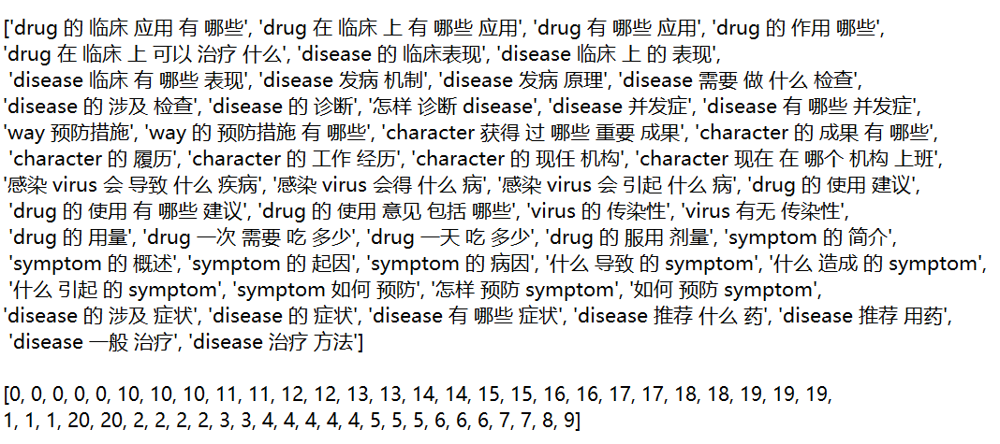 ['drug 的 临床 应用 有 哪些', 'drug 在 临床 上 有 哪些 应用', 'drug 有 哪些 应用', 'drug 的 作用 哪些',
'drug 在 临床 上 可以 治疗 什么', 'disease 的 临床表现', 'disease 临床 上 的 表现',
'disease 临床 有 哪些 表现', 'disease 发病 机制', 'disease 发病 原理', 'disease 需要 做 什么 检查',
'disease 的 涉及 检查', 'disease 的 诊断', '怎样 诊断 disease', 'disease 并发症', 'disease 有 哪些 并发症',
'way 预防措施', 'way 的 预防措施 有 哪些', 'character 获得 过 哪些 重要 成果', 'character 的 成果 有 哪些',
'character 的 履历', 'character 的 工作 经历', 'character 的 现任 机构', 'character 现在 在 哪个 机构 上班',
'感染 virus 会 导致 什么 疾病', '感染 virus 会得 什么 病', '感染 virus 会 引起 什么 病', 'drug 的 使用 建议',
'drug 的 使用 有 哪些 建议', 'drug 的 使用 意见 包括 哪些', 'virus 的 传染性', 'virus 有无 传染性',
'drug 的 用量', 'drug 一次 需要 吃 多少', 'drug 一天 吃 多少', 'drug 的 服用 剂量', 'symptom 的 简介',
'symptom 的 概述', 'symptom 的 起因', 'symptom 的 病因', '什么 导致 的 symptom', '什么 造成 的 symptom',
'什么 引起 的 symptom', 'symptom 如何 预防', '怎样 预防 symptom', '如何 预防 symptom',
'disease 的 涉及 症状', 'disease 的 症状', 'disease 有 哪些 症状', 'disease 推荐 什么 药', 'disease 推荐 用药',
'disease 一般 治疗', 'disease 治疗 方法']
[0, 0, 0, 0, 0, 10, 10, 10, 11, 11, 12, 12, 13, 13, 14, 14, 15, 15, 16, 16, 17, 17, 18, 18, 19, 19, 19,
1, 1, 1, 20, 20, 2, 2, 2, 2, 3, 3, 4, 4, 4, 4, 4, 5, 5, 5, 6, 6, 6, 7, 7, 8, 9]